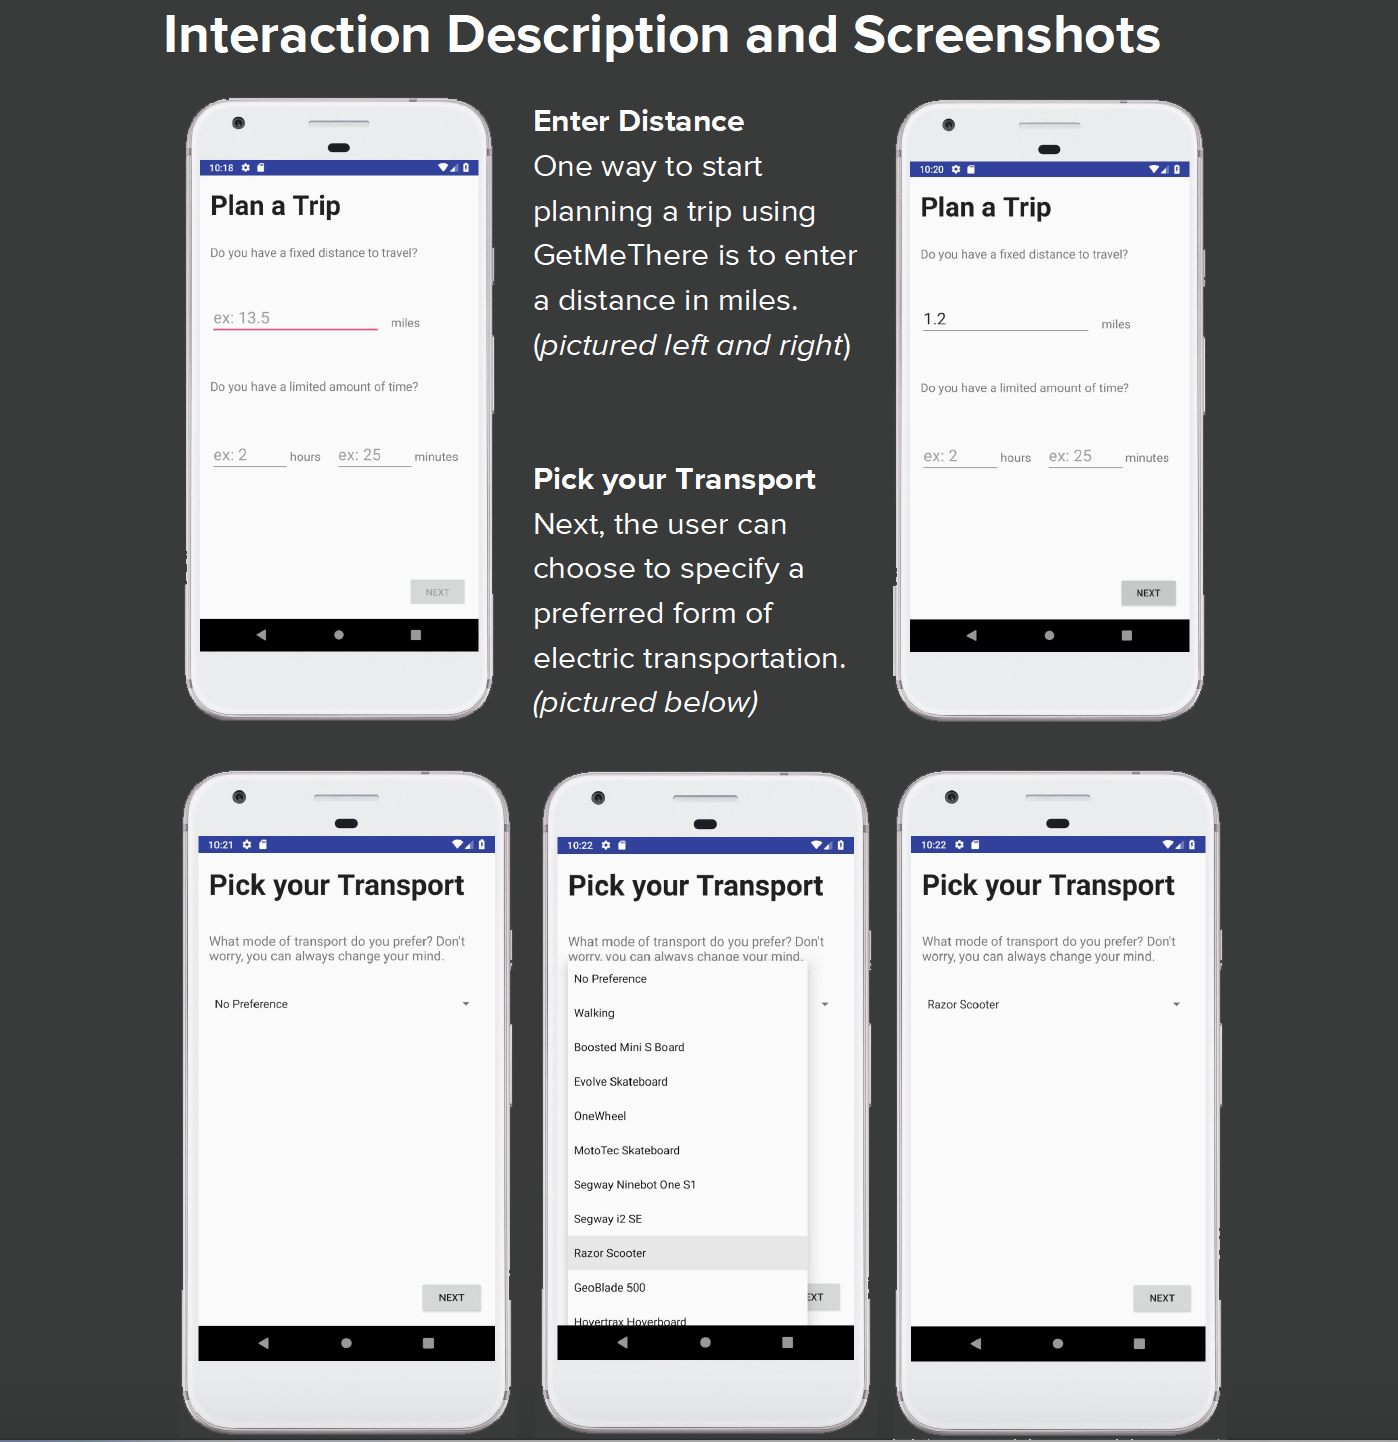 Interaction Description and Screenshots
10:18
Plan a Trip
Do you have a fixed distance to travel?
ex: 13.5
miles
Do you have a limited amount of time?
ex: 2
hours
ex: 25
minutes
NEXT
Enter Distance
One way to start
planning a trip using
GetMeThere is to enter
a distance in miles.
(pictured left and right)
Pick your Transport
Next, the user can
choose to specify a
preferred form of
electric transportation.
(pictured below)
10:20
Plan a Trip
Do you have a fixed distance to travel?
1.2
miles
Do you have a limited amount of time?
ex: 2
hours
ex: 25
minutes
NEXT
10:21
Pick your Transport
What mode of transport do you prefer? Don't
worry, you can always change your mind.
No Preference
NEXT
10:22
Pick your Transport
What mode of transport do you prefer? Don't
worry, you can always change your mind.
No Preference
Walking
Boosted Mini S Board
Evolve Skateboard
OneWheel
MotoTec Skateboard
Segway Ninebot One S1
Segway i2 SE
Razor Scooter
GeoBlade 500
EXT
Hovertrax Hoverboard
10:22
Pick your Transport
What mode of transport do you prefer? Don't
worry, you can always change your mind.
Razor Scooter
NEXT